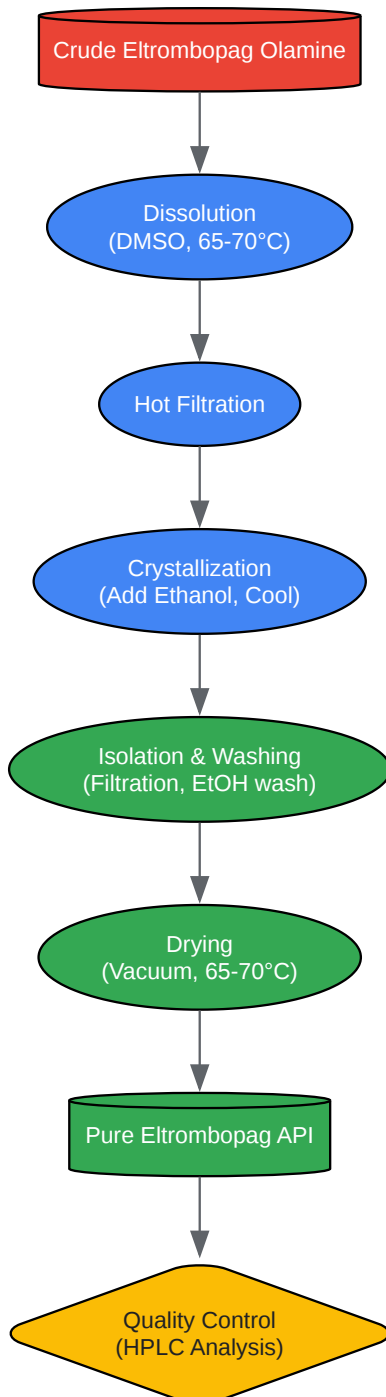 Crude Eltrombopag Olamine
Dissolution
(DMSO, 65-70°C)
Hot Filtration
Crystallization
(Add Ethanol, Cool)
Isolation & Washing
(Filtration, EtOH wash)
Drying
(Vacuum, 65-70°C)
Pure Eltrombopag API
Quality Control
(HPLC Analysis)